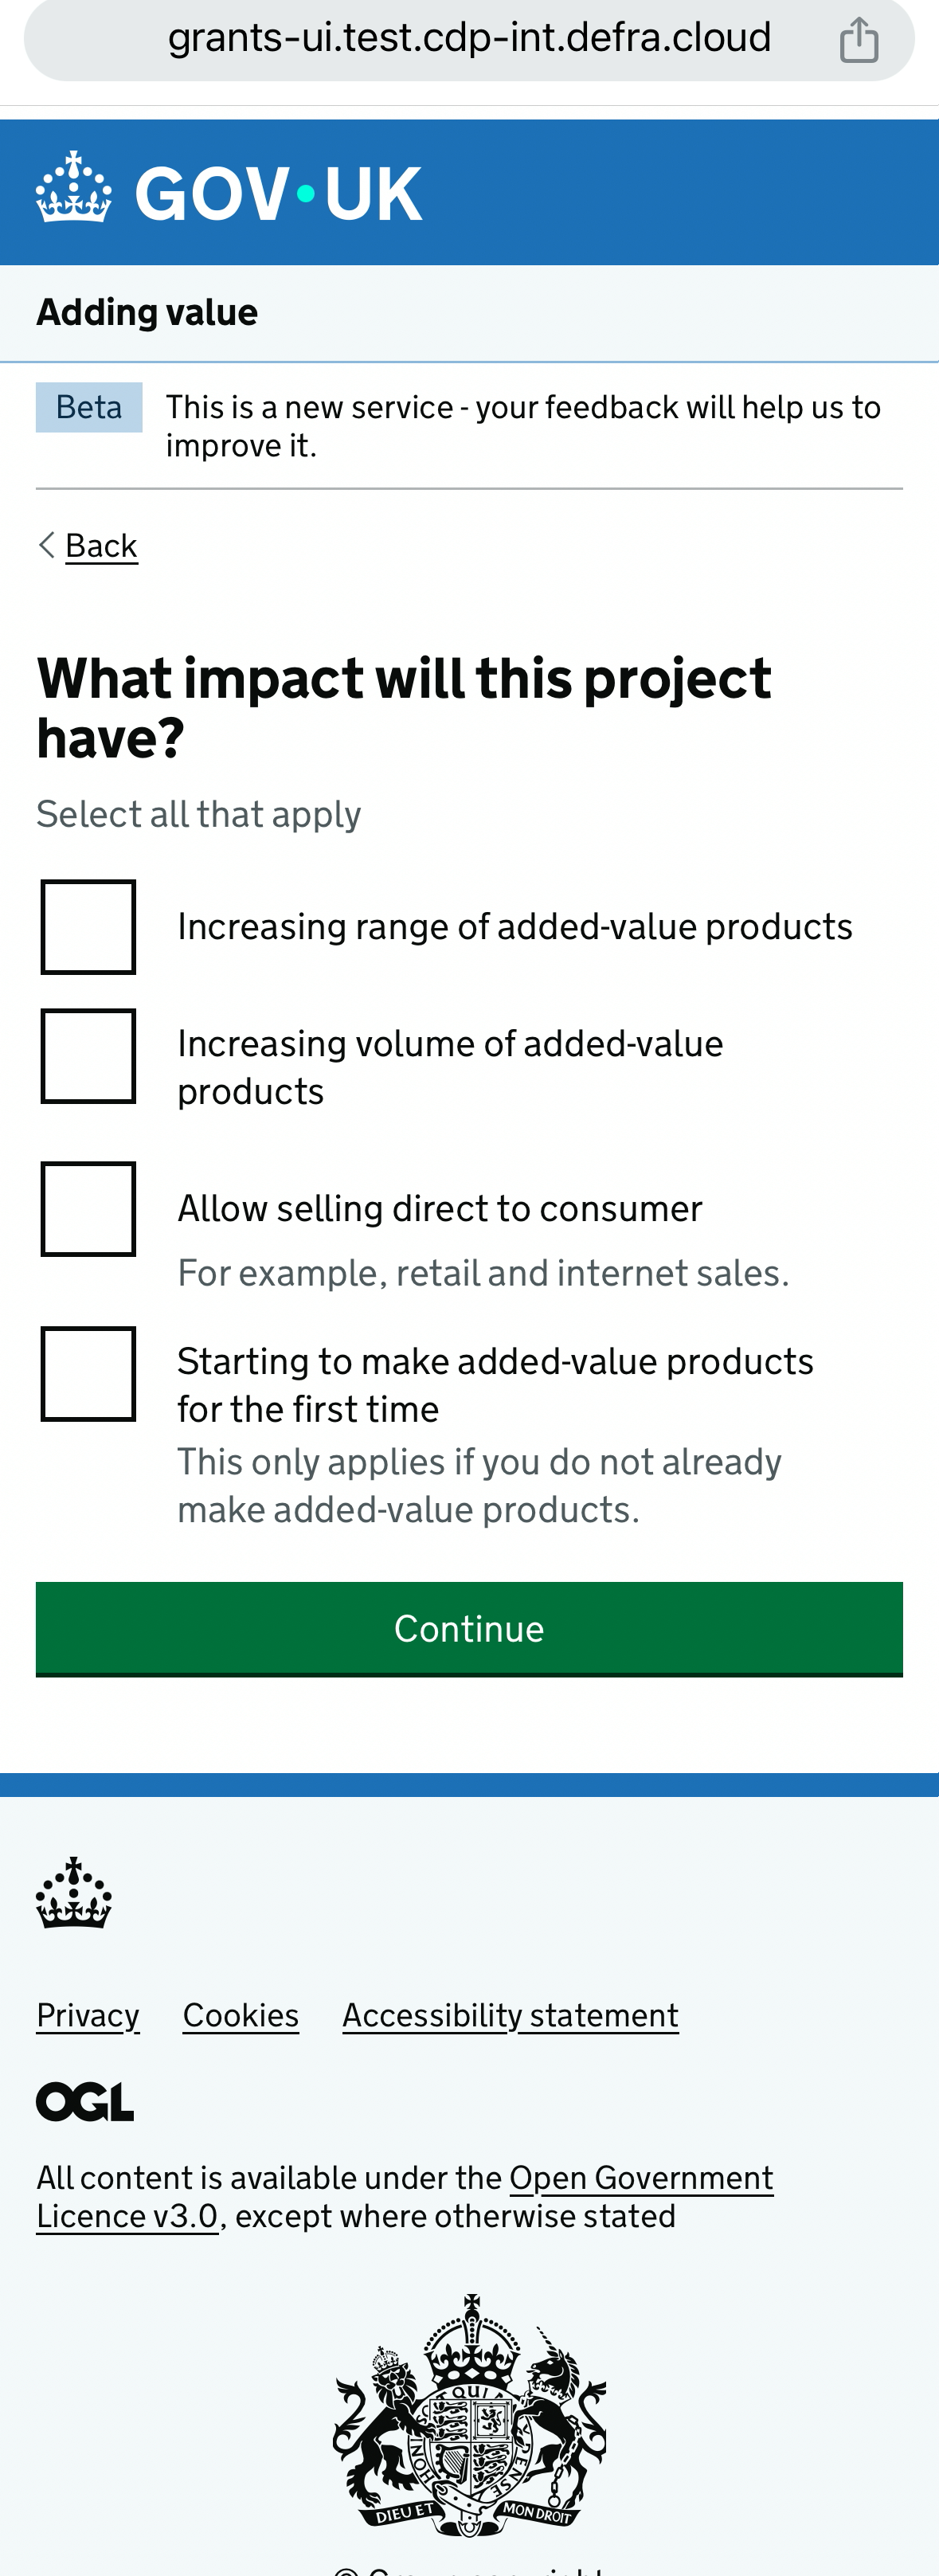 grants-ui.test.cdp-int.defra.cloud
GOV·UK
Adding value
Beta
This is a new service - your feedback will help us to
improve it.
Back
What impact will this project
have?
Select all that apply
Increasing range of added-value products
Increasing volume of added-value
products
Allow selling direct to consumer
For example, retail and internet sales.
Starting to make added-value products
for the first time
This only applies if you do not already
make added-value products.
Continue
Privacy Cookies Accessibility statement
OGL
All content is available under the Open Government
Licence v3.0, except where otherwise stated
QUI
DIEU ET MON DROIT